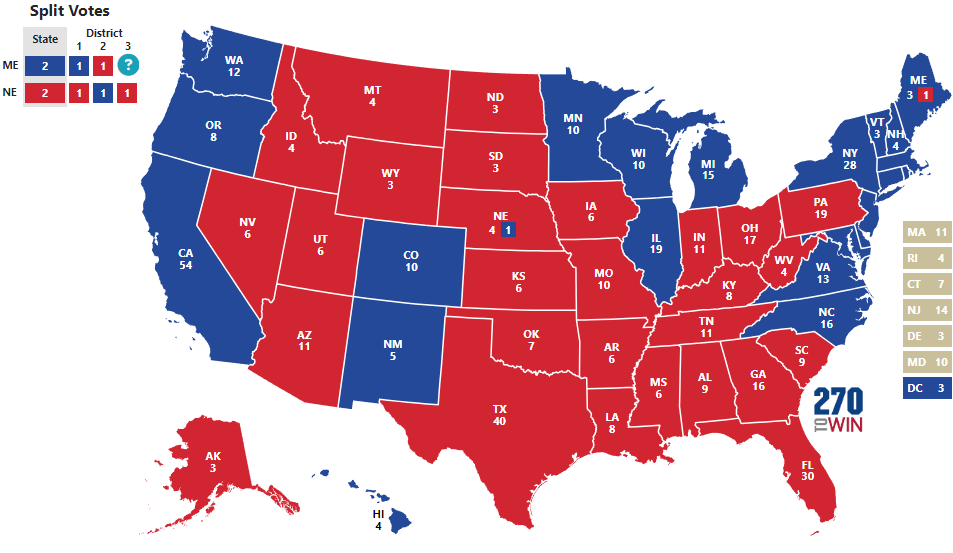 Split Votes
State
District
1 2 3
ME 2 1 1 ?
NE 2 1 1 1
WA
12
OR
8
CA
54
NV
6
ID
4
MT
4
WY
3
UT
6
AZ
11
CO
10
NM
5
ND
3
SD
3
NE
4 1
KS
6
OK
7
TX
40
MN
10
IA
6
MO
10
AR
6
LA
8
WI
10
IL
19
MI
15
IN
11
OH
17
KY
8
TN
11
MS
6
AL
9
GA
16
FL
30
SC
9
NC
16
VA
13
WV
4
PA
19
NY
28
VT
3
NH
4
ME
3 1
MA 11
RI 4
CT 7
NJ 14
DE 3
MD 10
DC 3
AK
3
HI
4
270
TO WIN